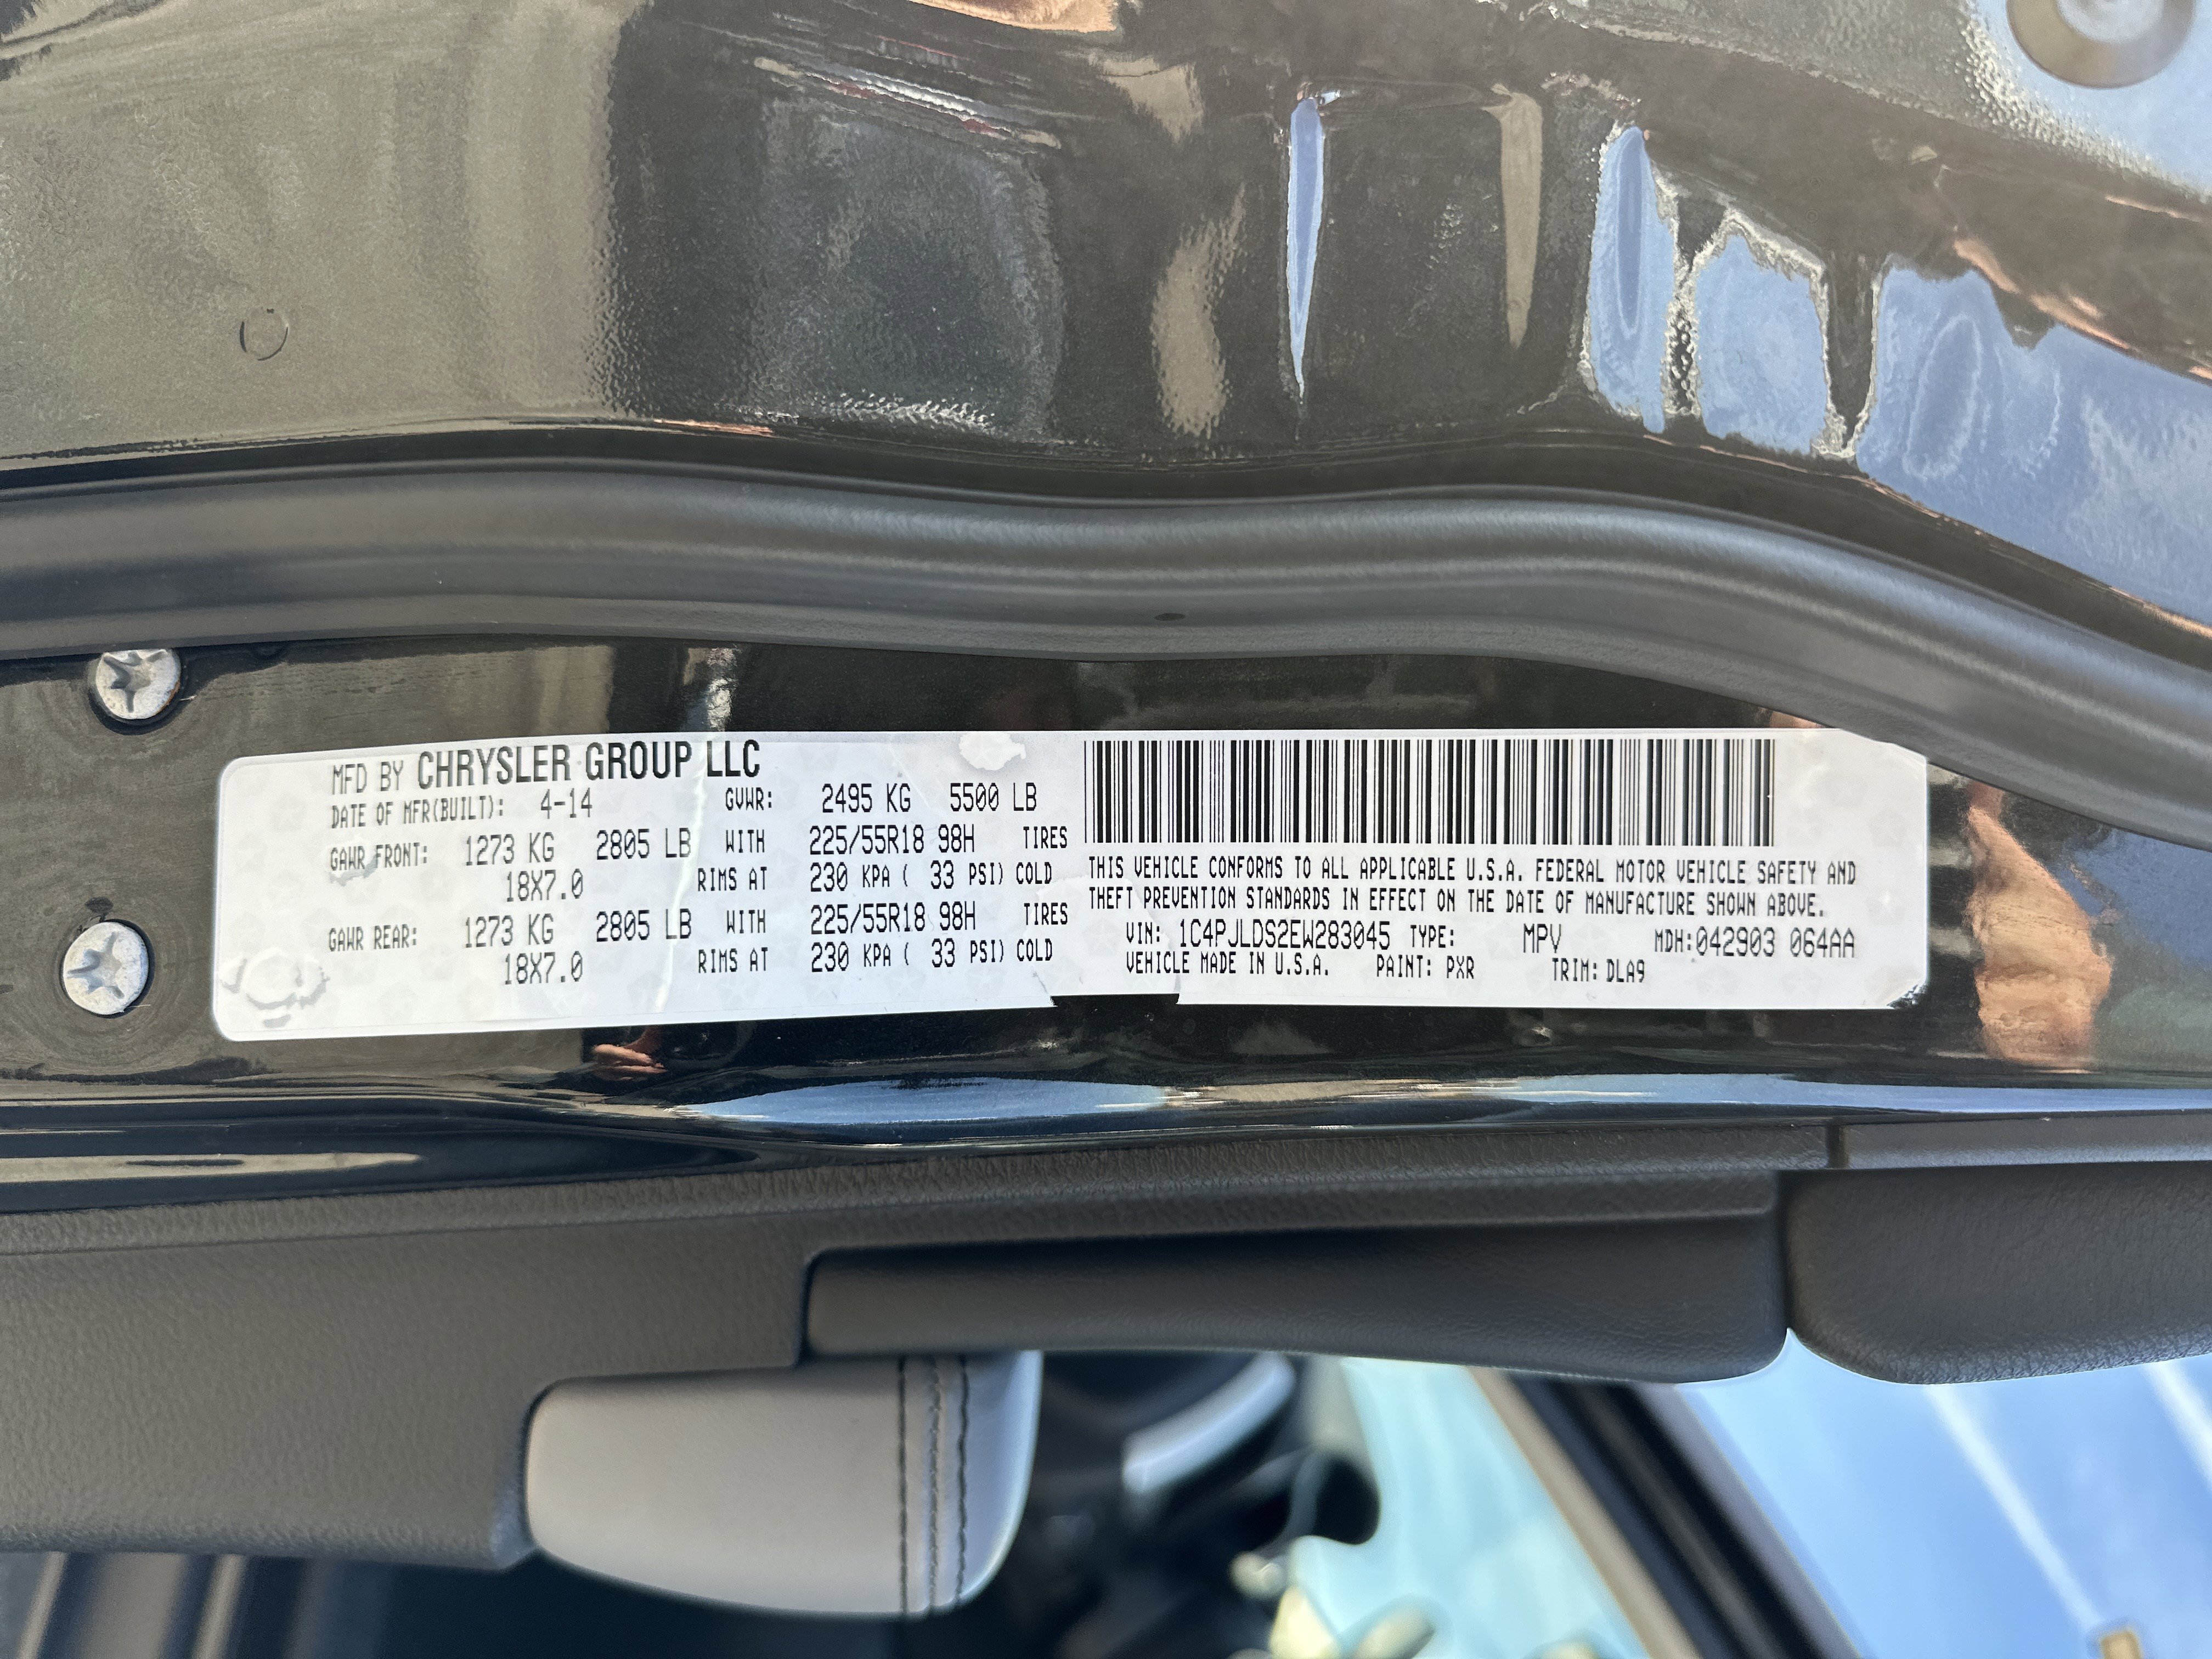 MFD BY CHRYSLER GROUP LLC
DATE OF MFR(BUILT): 4-14 GVWR: 2495 KG 5500 LB
GAWR FRONT: 1273 KG 2805 LB WITH 225/55R18 98H TIRES
18X7.0 RIMS AT 230 KPA ( 33 PSI) COLD
GAWR REAR: 1273 KG 2805 LB WITH 225/55R18 98H TIRES
18X7.0 RIMS AT 230 KPA ( 33 PSI) COLD
THIS VEHICLE CONFORMS TO ALL APPLICABLE U.S.A. FEDERAL MOTOR VEHICLE SAFETY AND
THEFT PREVENTION STANDARDS IN EFFECT ON THE DATE OF MANUFACTURE SHOWN ABOVE.
VIN: 1C4PJLDS2EW283045 TYPE: MPV MDH:042903 064AA
VEHICLE MADE IN U.S.A. PAINT: PXR TRIM: DLA9